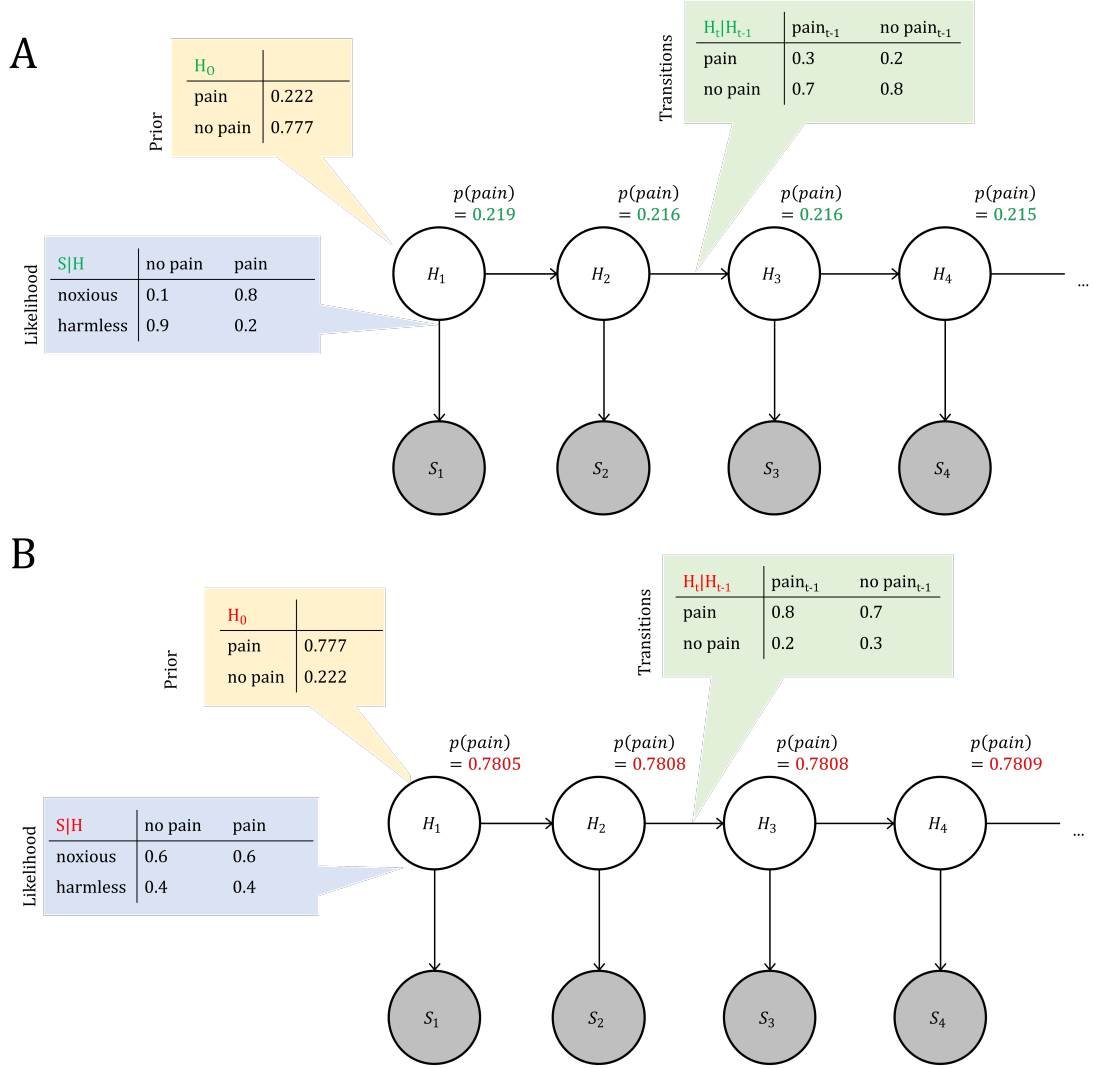 A
Prior
H₀
pain 0.222
no pain 0.777
Transitions
Hₜ|Hₜ₋₁ painₜ₋₁ no painₜ₋₁
pain 0.3 0.2
no pain 0.7 0.8
Likelihood
S|H no pain pain
noxious 0.1 0.8
harmless 0.9 0.2
p(pain)
= 0.219
p(pain)
= 0.216
p(pain)
= 0.216
p(pain)
= 0.215
H₁ H₂ H₃ H₄ ...
S₁ S₂ S₃ S₄
B
Prior
H₀
pain 0.777
no pain 0.222
Transitions
Hₜ|Hₜ₋₁ painₜ₋₁ no painₜ₋₁
pain 0.8 0.7
no pain 0.2 0.3
Likelihood
S|H no pain pain
noxious 0.6 0.6
harmless 0.4 0.4
p(pain)
= 0.7805
p(pain)
= 0.7808
p(pain)
= 0.7808
p(pain)
= 0.7809
H₁ H₂ H₃ H₄ ...
S₁ S₂ S₃ S₄